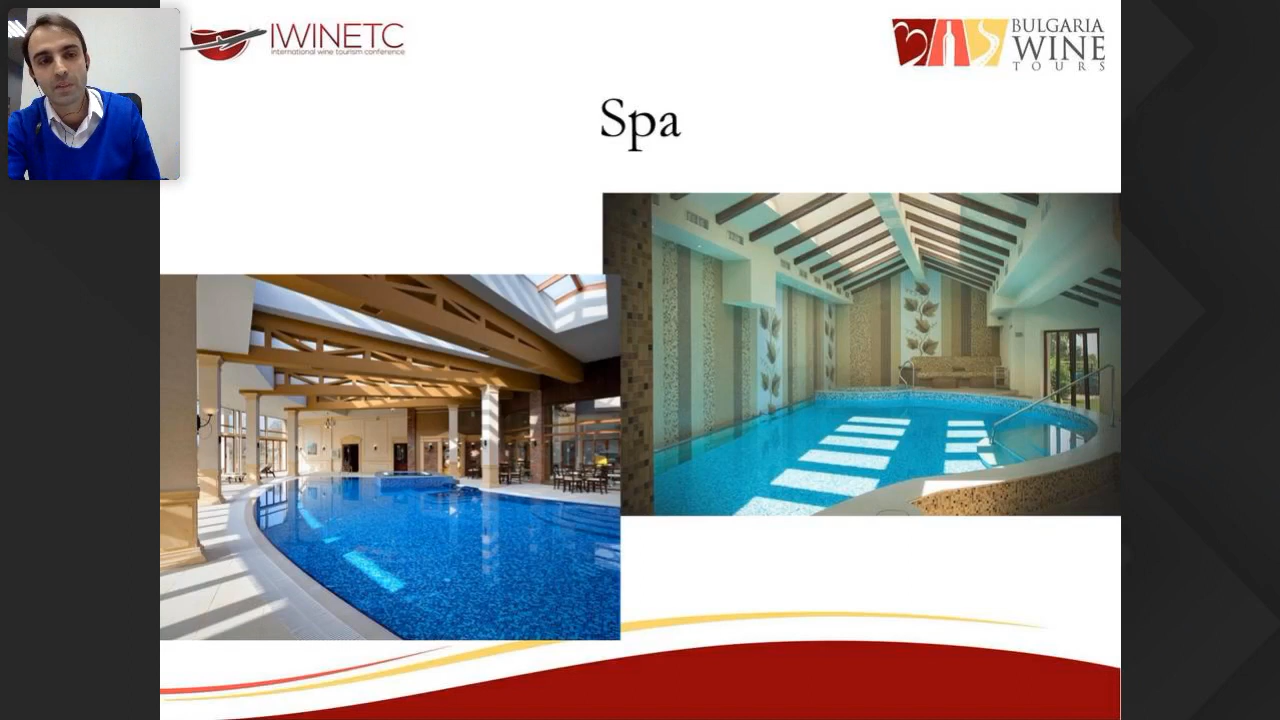 IWINETC
international wine tourism conference
BULGARIA
WINE
TOURS
Spa